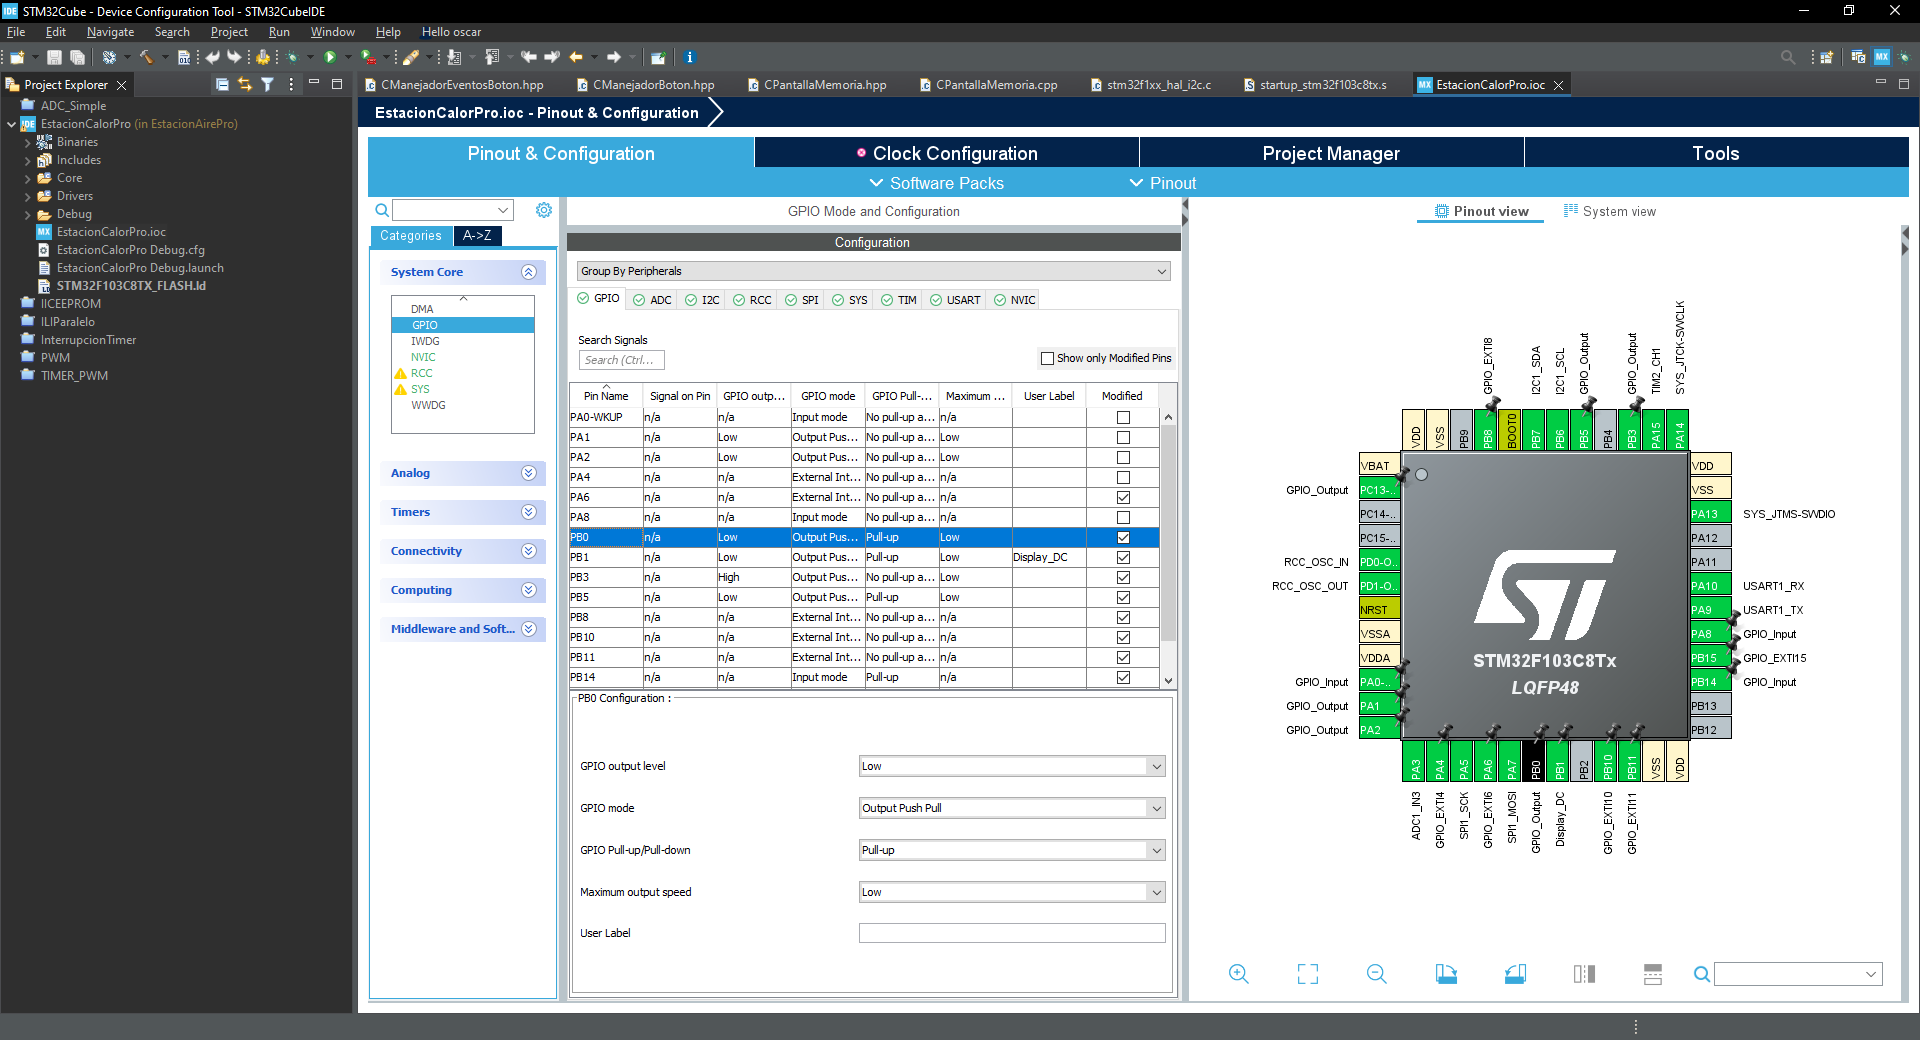 IDE STM32Cube - Device Configuration Tool - STM32CubeIDE
File Edit Navigate Search Project Run Window Help Hello oscar
Project Explorer
CManejadorEventosBoton.hpp
CManejadorBoton.hpp
CPantallaMemoria.hpp
CPantallaMemoria.cpp
stm32f1xx_hal_i2c.c
startup_stm32f103c8tx.s
MX EstacionCalorPro.ioc
ADC_Simple
EstacionCalorPro (in EstacionAirePro)
Binaries
Includes
Core
Drivers
Debug
MX EstacionCalorPro.ioc
EstacionCalorPro Debug.cfg
EstacionCalorPro Debug.launch
STM32F103C8TX_FLASH.ld
IICEEPROM
ILIParalelo
InterrupcionTimer
PWM
TIMER_PWM
EstacionCalorPro.ioc - Pinout & Configuration
Pinout & Configuration
Clock Configuration
Project Manager
Tools
Software Packs
Pinout
Categories
A->Z
System Core
DMA
GPIO
IWDG
NVIC
RCC
SYS
WWDG
Analog
Timers
Connectivity
Computing
Middleware and Soft...
GPIO Mode and Configuration
Configuration
Group By Peripherals
GPIO ADC I2C RCC SPI SYS TIM USART NVIC
Search Signals
Search (Ctrl...
Show only Modified Pins
Pin Name Signal on Pin GPIO outp... GPIO mode GPIO Pull-... Maximum ... User Label Modified
PA0-WKUP n/a n/a Input mode No pull-up a... n/a
PA1 n/a Low Output Pus... No pull-up a... Low
PA2 n/a Low Output Pus... No pull-up a... Low
PA4 n/a n/a External Int... No pull-up a... n/a
PA6 n/a n/a External Int... No pull-up a... n/a
PA8 n/a n/a Input mode No pull-up a... n/a
PB0 n/a Low Output Pus... Pull-up Low
PB1 n/a Low Output Pus... Pull-up Low Display_DC
PB3 n/a High Output Pus... No pull-up a... Low
PB5 n/a Low Output Pus... Pull-up Low
PB8 n/a n/a External Int... No pull-up a... n/a
PB10 n/a n/a External Int... No pull-up a... n/a
PB11 n/a n/a External Int... No pull-up a... n/a
PB14 n/a n/a Input mode Pull-up n/a
PB0 Configuration :
GPIO output level Low
GPIO mode Output Push Pull
GPIO Pull-up/Pull-down Pull-up
Maximum output speed Low
User Label
Pinout view
System view
GPIO_EXTI8
I2C1_SDA
I2C1_SCL
GPIO_Output
GPIO_Output
TIM2_CH1
SYS_JTCK-SWCLK
VDD
VSS
PB9
PB8
BOOT0
PB7
PB6
PB5
PB4
PB3
PA15
PA14
VBAT
GPIO_Output PC13-..
PC14-..
PC15-..
RCC_OSC_IN PD0-O..
RCC_OSC_OUT PD1-O..
NRST
VSSA
VDDA
GPIO_Input PA0-..
GPIO_Output PA1
GPIO_Output PA2
ST
STM32F103C8Tx
LQFP48
VDD
VSS
PA13 SYS_JTMS-SWDIO
PA12
PA11
PA10 USART1_RX
PA9 USART1_TX
PA8 GPIO_Input
PB15 GPIO_EXTI15
PB14 GPIO_Input
PB13
PB12
PA3
PA4
PA5
PA6
PA7
PB0
PB1
PB2
PB10
PB11
VSS
VDD
ADC1_IN3
GPIO_EXTI4
SPI1_SCK
GPIO_EXTI6
SPI1_MOSI
GPIO_Output
Display_DC
GPIO_EXTI10
GPIO_EXTI11